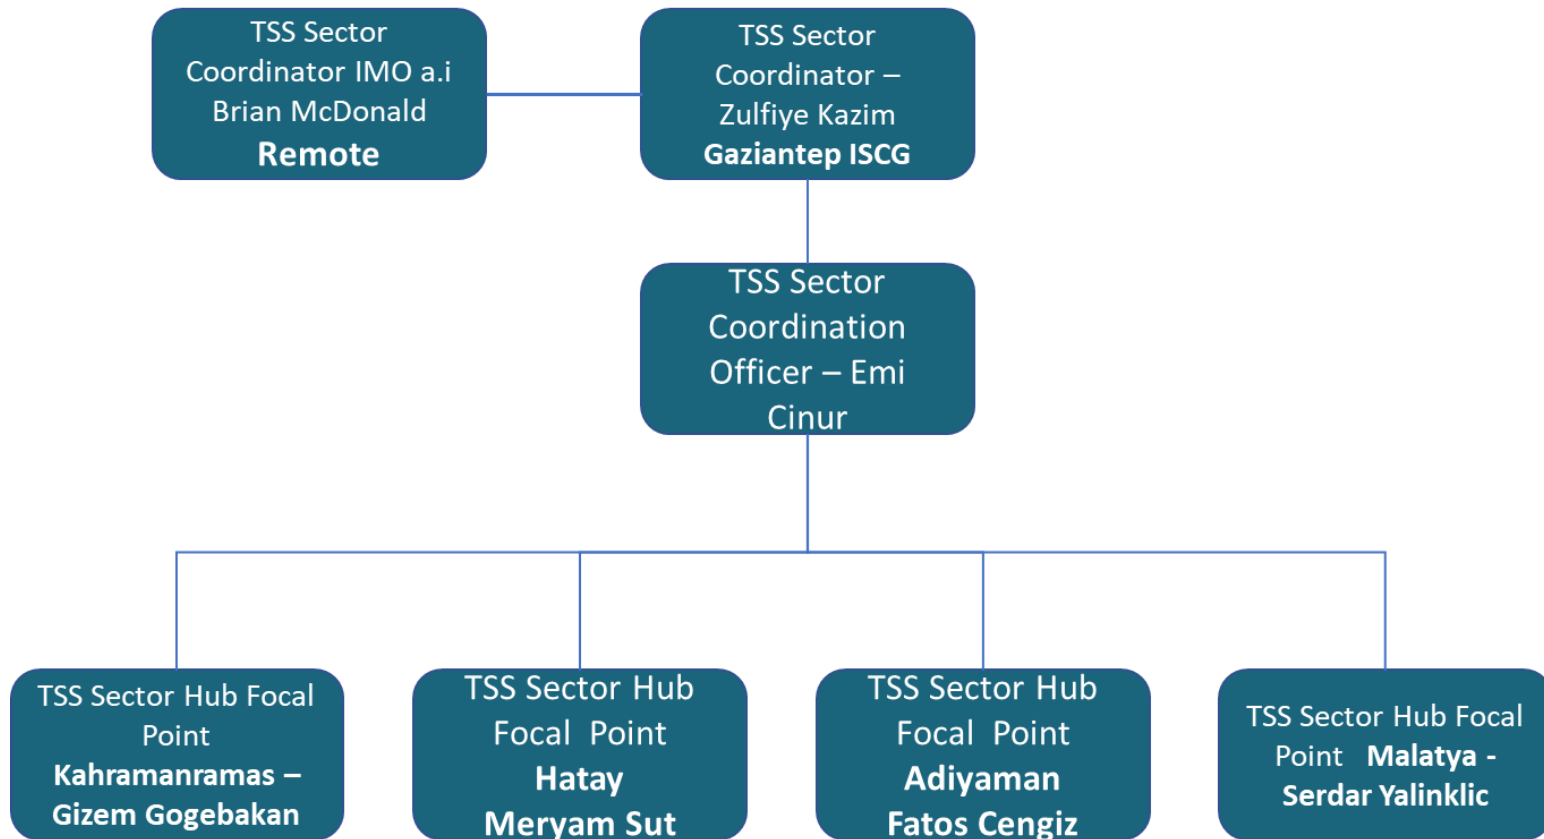 TSS Sector
Coordinator IMO a.i
Brian McDonald
Remote
TSS Sector
Coordinator –
Zulfiye Kazim
Gaziantep ISCG
TSS Sector
Coordination
Officer – Emi
Cinur
TSS Sector Hub Focal
Point
Kahramanramas –
Gizem Gogebakan
TSS Sector Hub
Focal Point
Hatay
Meryam Sut
TSS Sector Hub
Focal Point
Adiyaman
Fatos Cengiz
TSS Sector Hub Focal
Point Malatya -
Serdar Yalinklic